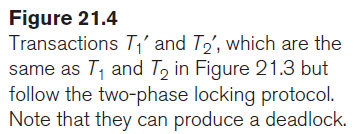 Figure 21.4
Transactions T₁′ and T₂′, which are the
same as T₁ and T₂ in Figure 21.3 but
follow the two-phase locking protocol.
Note that they can produce a deadlock.